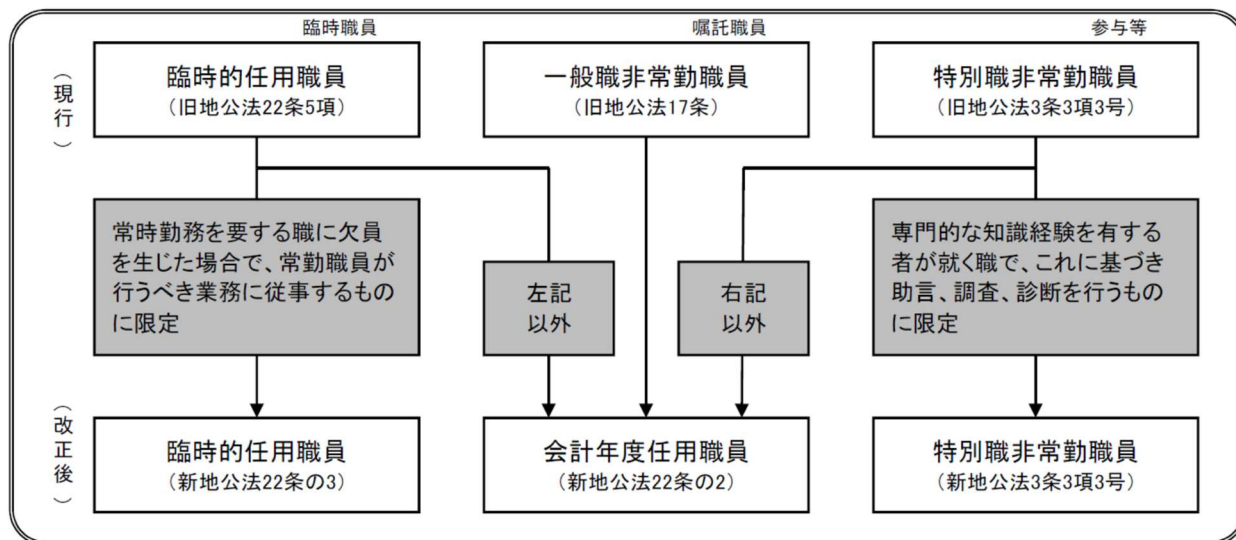 臨時職員
嘱託職員
参与等
（現行）
臨時的任用職員
（旧地公法22条5項）
一般職非常勤職員
（旧地公法17条）
特別職非常勤職員
（旧地公法3条3項3号）
常時勤務を要する職に欠員
を生じた場合で、常勤職員が
行うべき業務に従事するもの
に限定
左記
以外
右記
以外
専門的な知識経験を有する
者が就く職で、これに基づき
助言、調査、診断を行うもの
に限定
（改正後）
臨時的任用職員
（新地公法22条の3）
会計年度任用職員
（新地公法22条の2）
特別職非常勤職員
（新地公法3条3項3号）